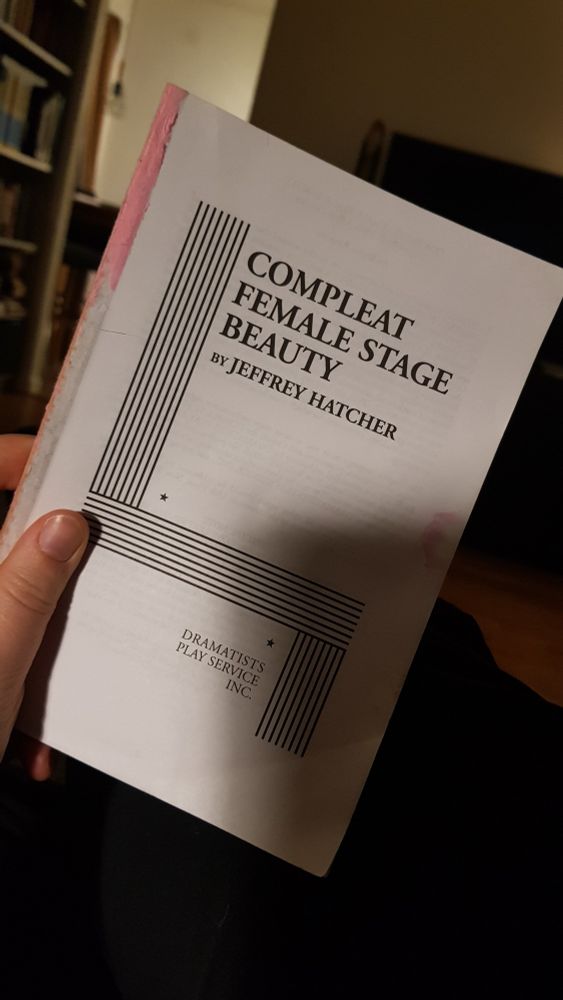 COMPLEAT
FEMALE STAGE
BEAUTY
BY JEFFREY HATCHER
DRAMATISTS
PLAY SERVICE
INC.